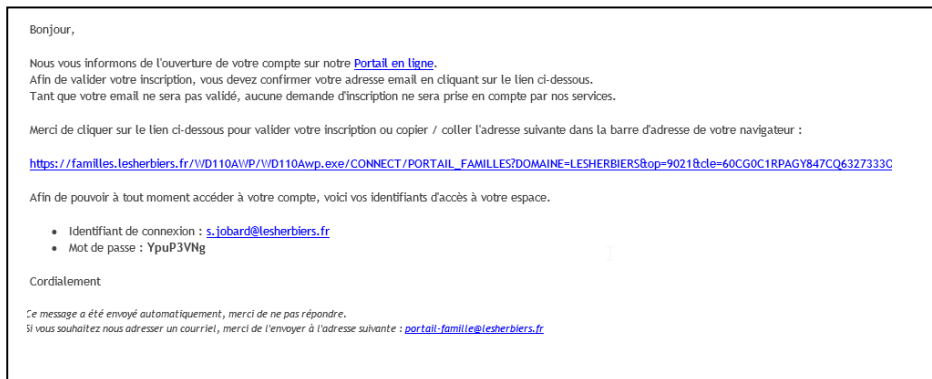 Bonjour,
Nous vous informons de l'ouverture de votre compte sur notre Portail en ligne.
Afin de valider votre inscription, vous devez confirmer votre adresse email en cliquant sur le lien ci-dessous.
Tant que votre email ne sera pas validé, aucune demande d'inscription ne sera prise en compte par nos services.
Merci de cliquer sur le lien ci-dessous pour valider votre inscription ou copier / coller l'adresse suivante dans la barre d'adresse de votre navigateur :
https://familles.lesherbiers.fr/WD110AWP/WD110Awp.exe/CONNECT/PORTAIL_FAMILLES?DOMAINE=LESHERBIERS&op=9021&cle=60CG0C1RPAGY847CQ6327333O
Afin de pouvoir à tout moment accéder à votre compte, voici vos identifiants d'accès à votre espace.
• Identifiant de connexion : s.jobard@lesherbiers.fr
• Mot de passe : YpuP3VNg
Cordialement
Ce message a été envoyé automatiquement, merci de ne pas répondre.
Si vous souhaitez nous adresser un courriel, merci de l'envoyer à l'adresse suivante : portail-famille@lesherbiers.fr